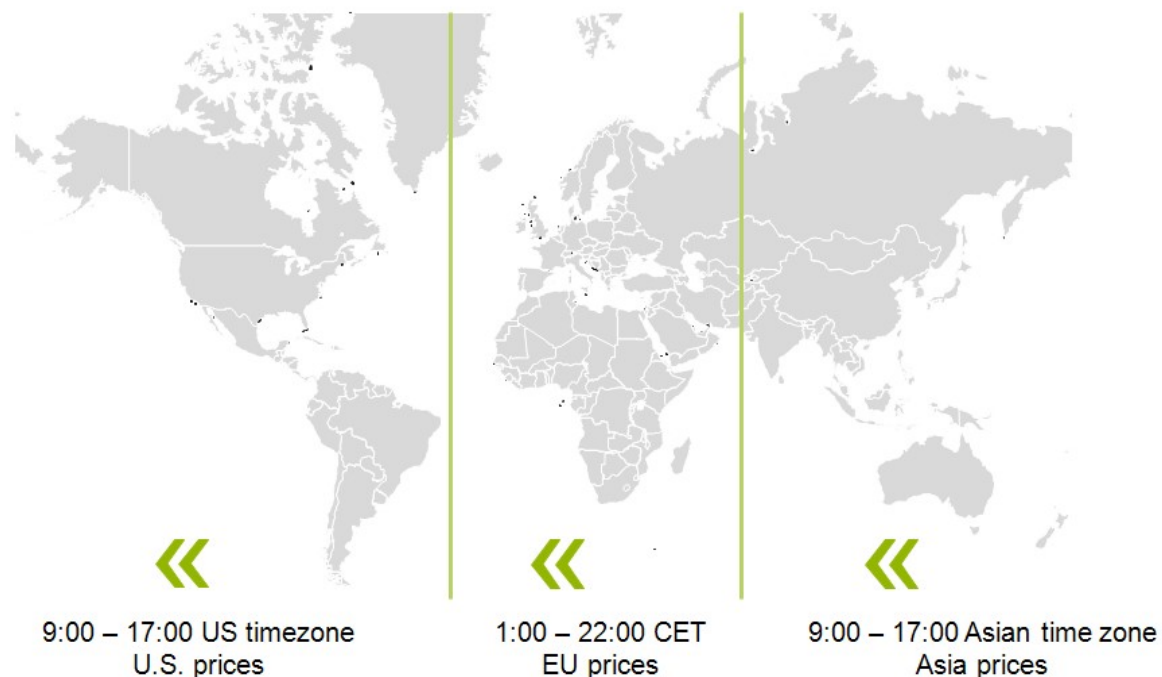 9:00 – 17:00 US timezone
U.S. prices
1:00 – 22:00 CET
EU prices
9:00 – 17:00 Asian time zone
Asia prices